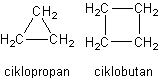 CH₂ H₂C CH₂
H₂C CH₂ H₂C CH₂
ciklopropan ciklobutan